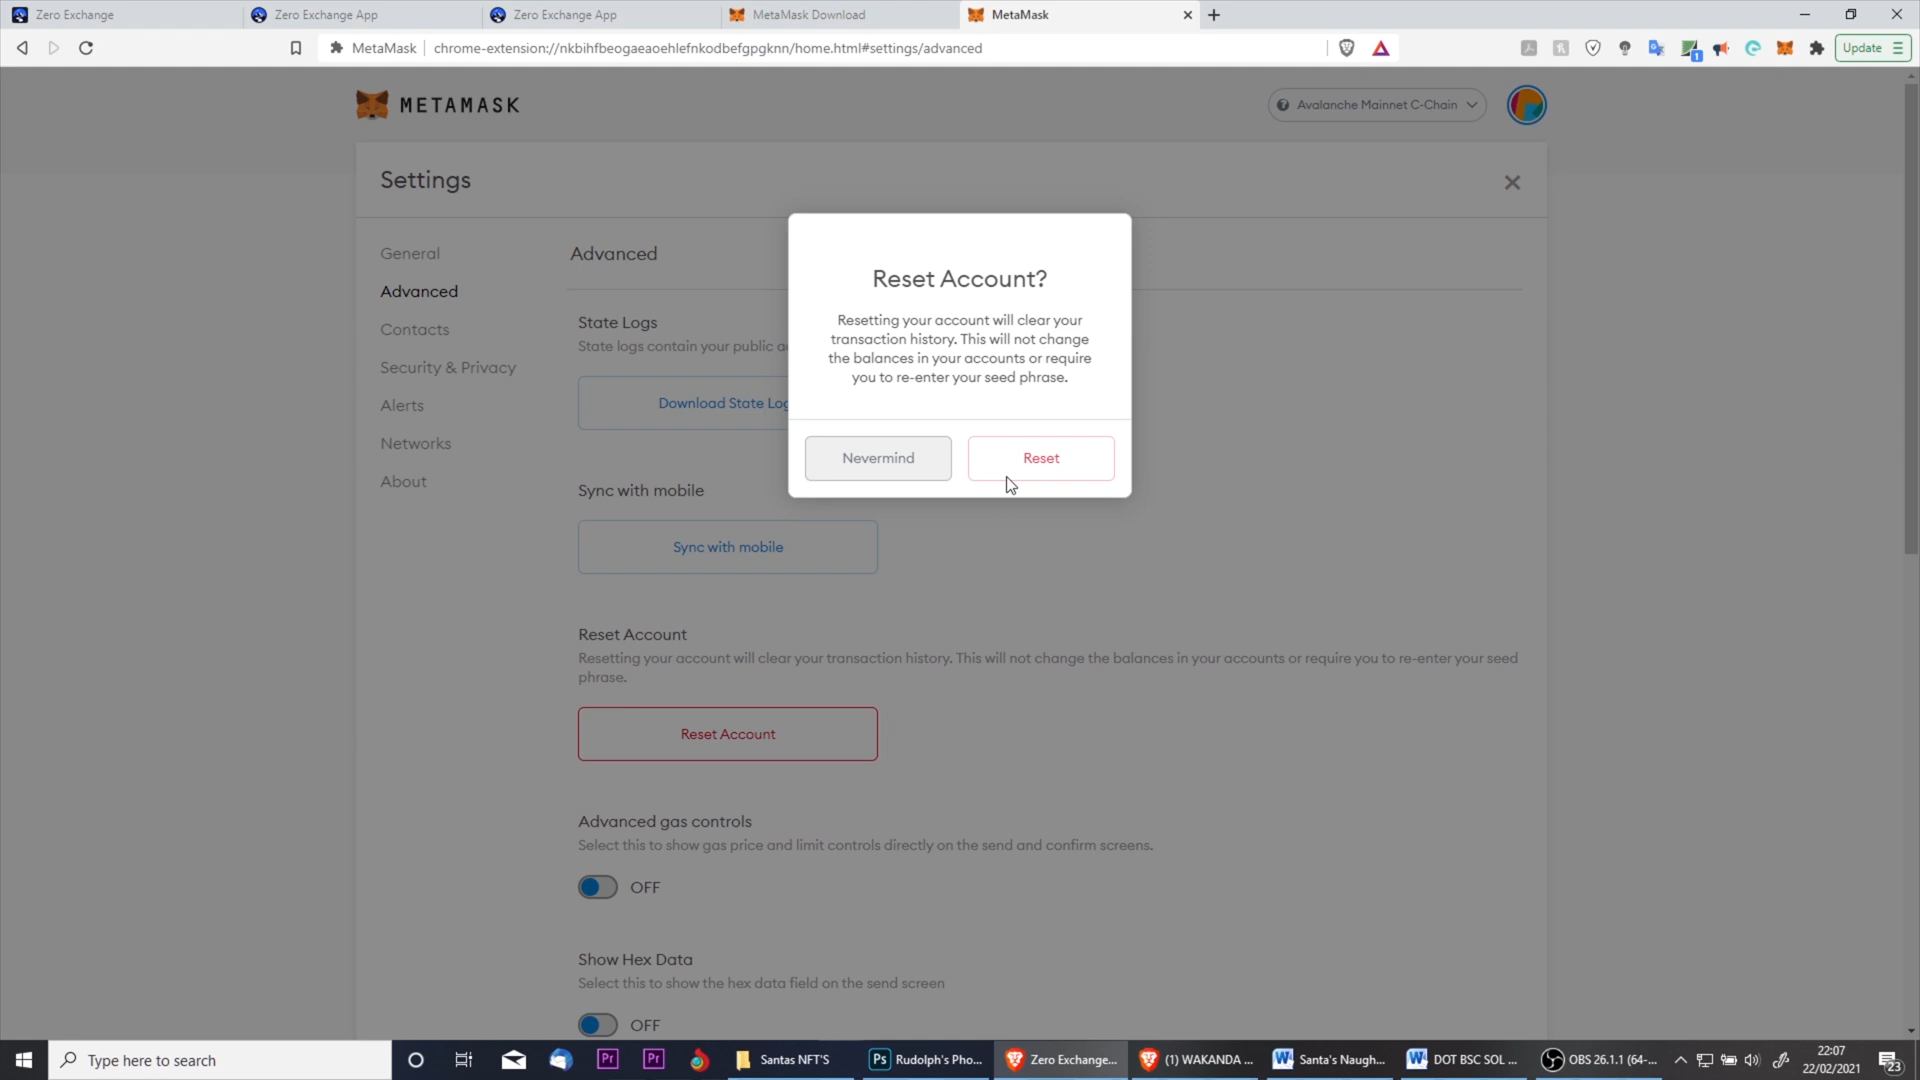 Zero Exchange
Zero Exchange App
Zero Exchange App
MetaMask Download
MetaMask
MetaMask
chrome-extension://nkbihfbeogaeaoehlefnkodbefgpgknn/home.html#settings/advanced
1
Update
METAMASK
Avalanche Mainnet C-Chain
Settings
General
Advanced
Contacts
Security & Privacy
Alerts
Networks
About
Advanced
State Logs
State logs contain your public a
Download State Log
Sync with mobile
Sync with mobile
Reset Account
Resetting your account will clear your transaction history. This will not change the balances in your accounts or require you to re-enter your seed
phrase.
Reset Account
Advanced gas controls
Select this to show gas price and limit controls directly on the send and confirm screens.
OFF
Show Hex Data
Select this to show the hex data field on the send screen
OFF
Reset Account?
Resetting your account will clear your
transaction history. This will not change
the balances in your accounts or require
you to re-enter your seed phrase.
Nevermind
Reset
Type here to search
Pr
Pr
Santas NFT'S
Ps
Rudolph's Pho...
Zero Exchange...
(1) WAKANDA ...
Santa's Naugh...
DOT BSC SOL ...
OBS 26.1.1 (64-...
22:07
22/02/2021
23